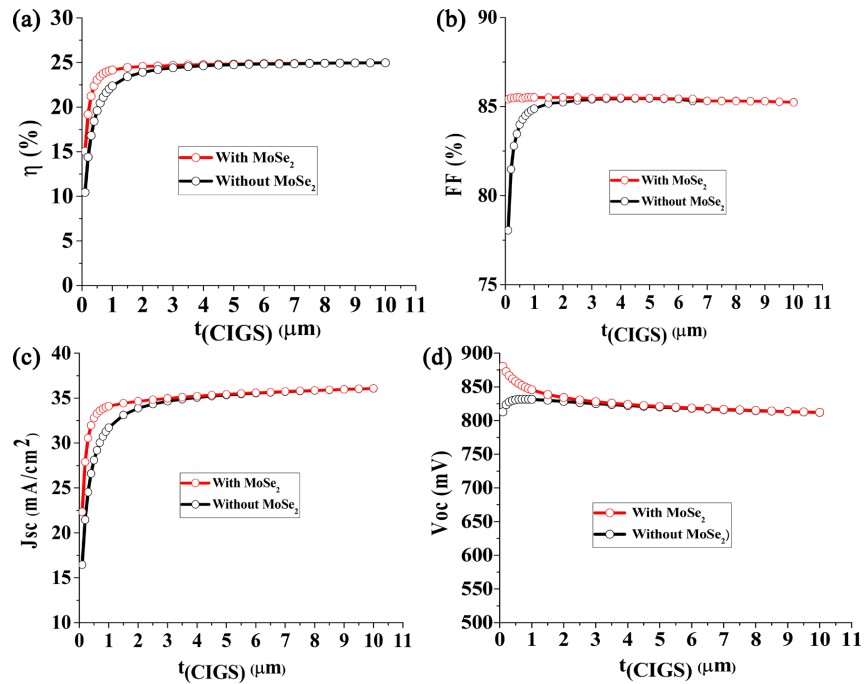 (a)
30
25
20
15
10
5
0
η (%)
With MoSe₂
Without MoSe₂
0 1 2 3 4 5 6 7 8 9 10 11
t(CIGS) (μm)
(b)
90
85
80
75
FF (%)
With MoSe₂
Without MoSe₂
0 1 2 3 4 5 6 7 8 9 10 11
t(CIGS) (μm)
(c)
40
35
30
25
20
15
10
Jsc (mA/cm²)
With MoSe₂
Without MoSe₂
0 1 2 3 4 5 6 7 8 9 10 11
t(CIGS) (μm)
(d)
900
850
800
750
700
650
600
550
500
Voc (mV)
With MoSe₂
Without MoSe₂)
0 1 2 3 4 5 6 7 8 9 10 11
t(CIGS) (μm)